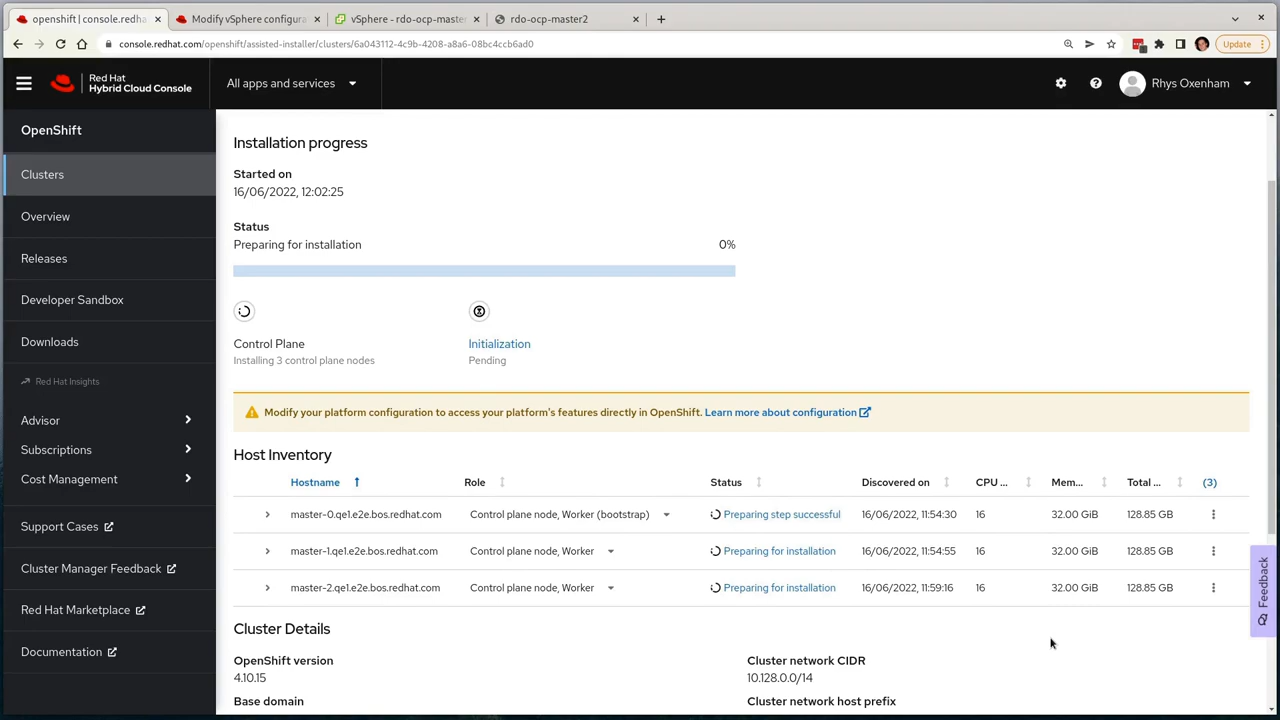 openshift | console.redha
Modify vSphere configura
vSphere - rdo-ocp-master
rdo-ocp-master2
console.redhat.com/openshift/assisted-installer/clusters/6a043112-4c9b-4208-a8a6-08bc4ccb6ad0
Update
Red Hat
Hybrid Cloud Console
All apps and services
Rhys Oxenham
OpenShift
Clusters
Overview
Releases
Developer Sandbox
Downloads
Red Hat Insights
Advisor
Subscriptions
Cost Management
Support Cases
Cluster Manager Feedback
Red Hat Marketplace
Documentation
Installation progress
Started on
16/06/2022, 12:02:25
Status
Preparing for installation 0%
Control Plane
Installing 3 control plane nodes
Initialization
Pending
Modify your platform configuration to access your platform's features directly in OpenShift. Learn more about configuration
Host Inventory
Hostname Role Status Discovered on CPU ... Mem... Total ... (3)
master-0.qe1.e2e.bos.redhat.com Control plane node, Worker (bootstrap) Preparing step successful 16/06/2022, 11:54:30 16 32.00 GiB 128.85 GB
master-1.qe1.e2e.bos.redhat.com Control plane node, Worker Preparing for installation 16/06/2022, 11:54:55 16 32.00 GiB 128.85 GB
master-2.qe1.e2e.bos.redhat.com Control plane node, Worker Preparing for installation 16/06/2022, 11:59:16 16 32.00 GiB 128.85 GB
Feedback
Cluster Details
OpenShift version
4.10.15
Base domain
Cluster network CIDR
10.128.0.0/14
Cluster network host prefix